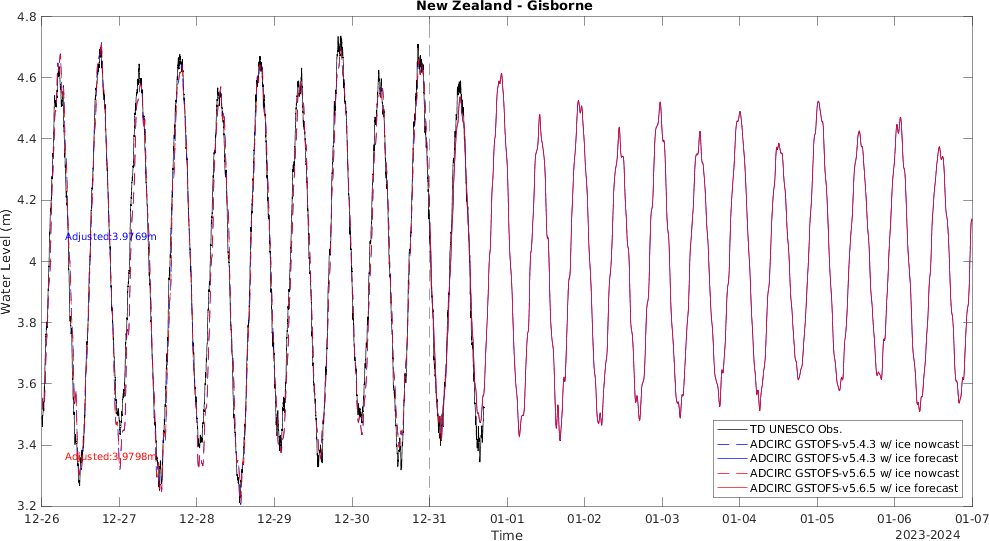 New Zealand - Gisborne
Water Level (m)
4.8
4.6
4.4
4.2
4
3.8
3.6
3.4
3.2
Adjusted:3.9769m
Adjusted:3.9798m
TD UNESCO Obs.
ADCIRC GSTOFS-v5.4.3 w/ ice nowcast
ADCIRC GSTOFS-v5.4.3 w/ ice forecast
ADCIRC GSTOFS-v5.6.5 w/ ice nowcast
ADCIRC GSTOFS-v5.6.5 w/ ice forecast
12-26 12-27 12-28 12-29 12-30 12-31 01-01 01-02 01-03 01-04 01-05 01-06 01-07
2023-2024
Time